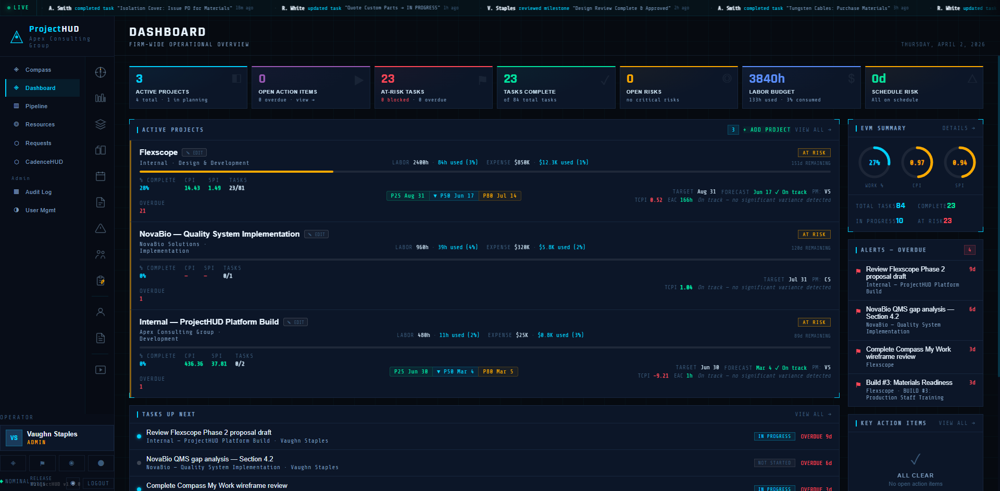 LIVE
A. Smith completed task "Isolation Cover: Issue PO for Materials" 18m ago · R. White updated task "Quote Custom Parts → IN PROGRESS" 1h ago · V. Staples reviewed milestone "Design Review Complete & Approved" 2h ago · A. Smith completed task "Tungsten Cables: Purchase Materials" 3h ago · R. White updated
ProjectHUD
Apex Consulting
Group
Compass
Dashboard
Pipeline
Resources
Requests
CadenceHUD
Admin
Audit Log
User Mgmt
OPERATOR
VS
Vaughn Staples
ADMIN
NOMINAL
RELEASE
LOGOUT
DASHBOARD
FIRM-WIDE OPERATIONAL OVERVIEW
THURSDAY, APRIL 2, 2026
3
ACTIVE PROJECTS
4 total · 1 in planning
0
OPEN ACTION ITEMS
0 overdue · view →
23
AT-RISK TASKS
0 blocked · 0 overdue
23
TASKS COMPLETE
of 84 total tasks
0
OPEN RISKS
no critical risks
3840h
LABOR BUDGET
133h used · 3% consumed
$
0d
SCHEDULE RISK
All on schedule
ACTIVE PROJECTS
3 + ADD PROJECT VIEW ALL →
Flexscope EDIT
Internal · Design & Development
LABOR 2400h · 84h used (3%) EXPENSE $850K · $12.3K used (1%)
AT RISK
151d REMAINING
% COMPLETE CPI SPI TASKS
28% 14.43 1.49 23/81
OVERDUE
21
P25 Aug 31 ▼ P50 Jun 17 P80 Jul 14
TARGET Aug 31 FORECAST Jun 17 ✓ On track PM: VS
TCPI 0.52 EAC 166h On track — no significant variance detected
NovaBio — Quality System Implementation EDIT
NovaBio Solutions ·
Implementation
LABOR 960h · 39h used (4%) EXPENSE $320K · $5.8K used (2%)
AT RISK
120d REMAINING
% COMPLETE CPI SPI TASKS
0% — — 0/1
OVERDUE
1
TARGET Jul 31 PM: CS
TCPI 1.04 On track — no significant variance detected
Internal — ProjectHUD Platform Build EDIT
Apex Consulting Group ·
Development
LABOR 480h · 11h used (2%) EXPENSE $25K · $0.8K used (3%)
AT RISK
89d REMAINING
% COMPLETE CPI SPI TASKS
0% 436.36 37.81 0/2
OVERDUE
1
P25 Jun 30 ▼ P50 Mar 4 P80 Mar 5
TARGET Jun 30 FORECAST Mar 4 ✓ On track PM: VS
TCPI -9.21 EAC 1h On track — no significant variance detected
TASKS UP NEXT
VIEW ALL →
Review Flexscope Phase 2 proposal draft
Internal — ProjectHUD Platform Build · Vaughn Staples
IN PROGRESS OVERDUE 9d
NovaBio QMS gap analysis — Section 4.2
NovaBio — Quality System Implementation · Vaughn Staples
NOT STARTED OVERDUE 6d
Complete Compass My Work wireframe review
IN PROGRESS OVERDUE 3d
EVM SUMMARY
DETAILS →
27% 0.97 0.94
WORK % CPI SPI
TOTAL TASKS 84 COMPLETE 23
IN PROGRESS 10 AT RISK 23
ALERTS — OVERDUE
4
Review Flexscope Phase 2
proposal draft
9d
Internal — ProjectHUD Platform
Build
NovaBio QMS gap analysis —
Section 4.2
6d
NovaBio — Quality System
Implementation
Complete Compass My Work
wireframe review
3d
Flexscope
Build #3: Materials Readiness
3d
Flexscope · BUILD #3:
Production Staff Training
KEY ACTION ITEMS
VIEW ALL →
ALL CLEAR
No open action items